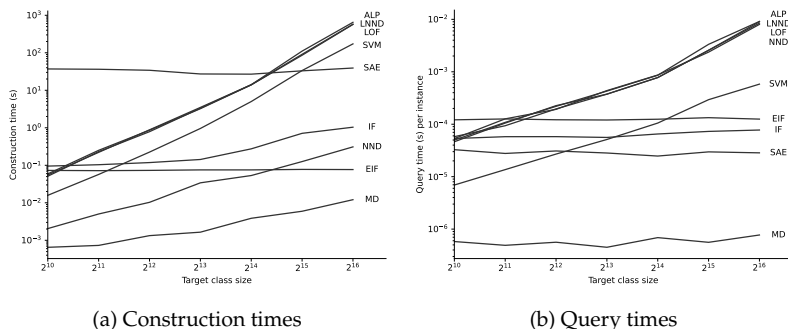 10³
10²
10¹
10⁰
10⁻¹
10⁻²
10⁻³
Construction time (s)
2¹⁰ 2¹¹ 2¹² 2¹³ 2¹⁴ 2¹⁵ 2¹⁶
Target class size
ALP
LNND
LOF
SVM
SAE
IF
NND
EIF
MD
(a) Construction times
10⁻²
10⁻³
10⁻⁴
10⁻⁵
10⁻⁶
Query time (s) per instance
2¹⁰ 2¹¹ 2¹² 2¹³ 2¹⁴ 2¹⁵ 2¹⁶
Target class size
ALP
LNND
LOF
NND
SVM
EIF
IF
SAE
MD
(b) Query times